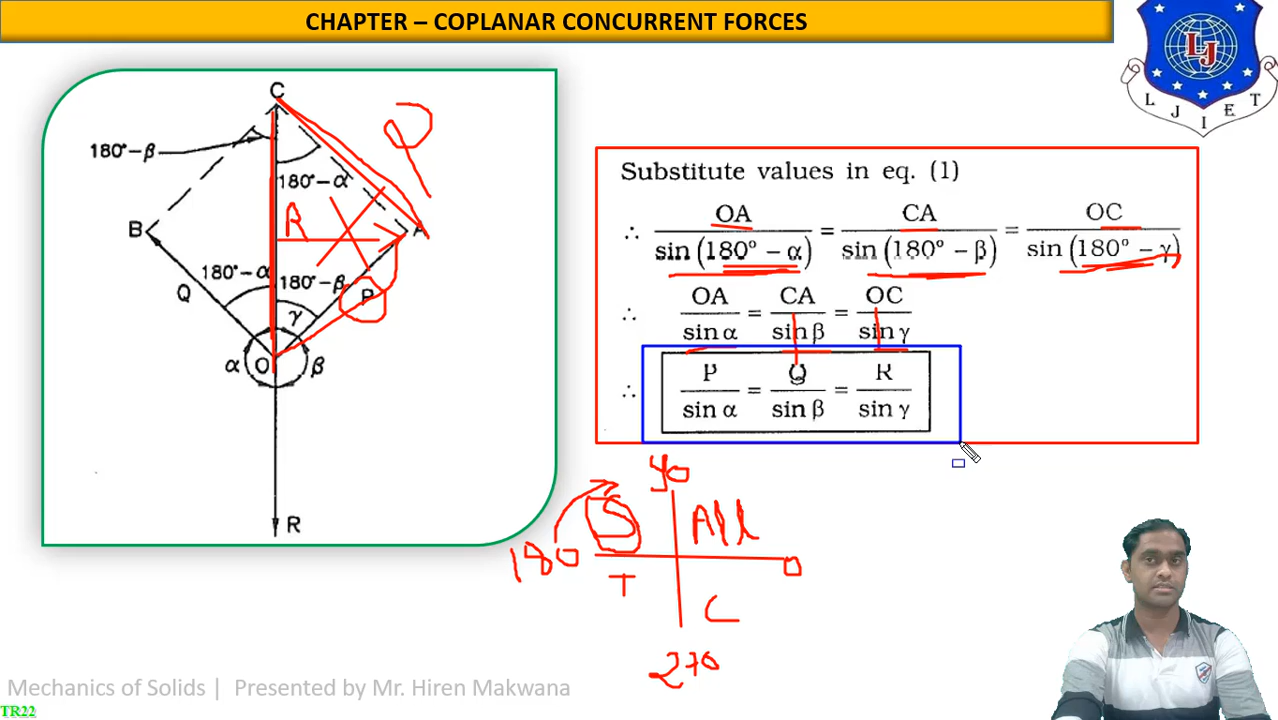 CHAPTER – COPLANAR CONCURRENT FORCES
LJ
L J I E T
C
180°-β
180°-α
R
Q
B
A
180°-α
180°-β
Q
P
γ
α O β
R
Substitute values in eq. (1)
∴ OA / sin (180° – α) = CA / sin (180° – β) = OC / sin (180° – γ)
∴ OA / sin α = CA / sin β = OC / sin γ
∴ P / sin α = Q / sin β = R / sin γ
90
S All
180 0
T C
270
Mechanics of Solids | Presented by Mr. Hiren Makwana
TR22